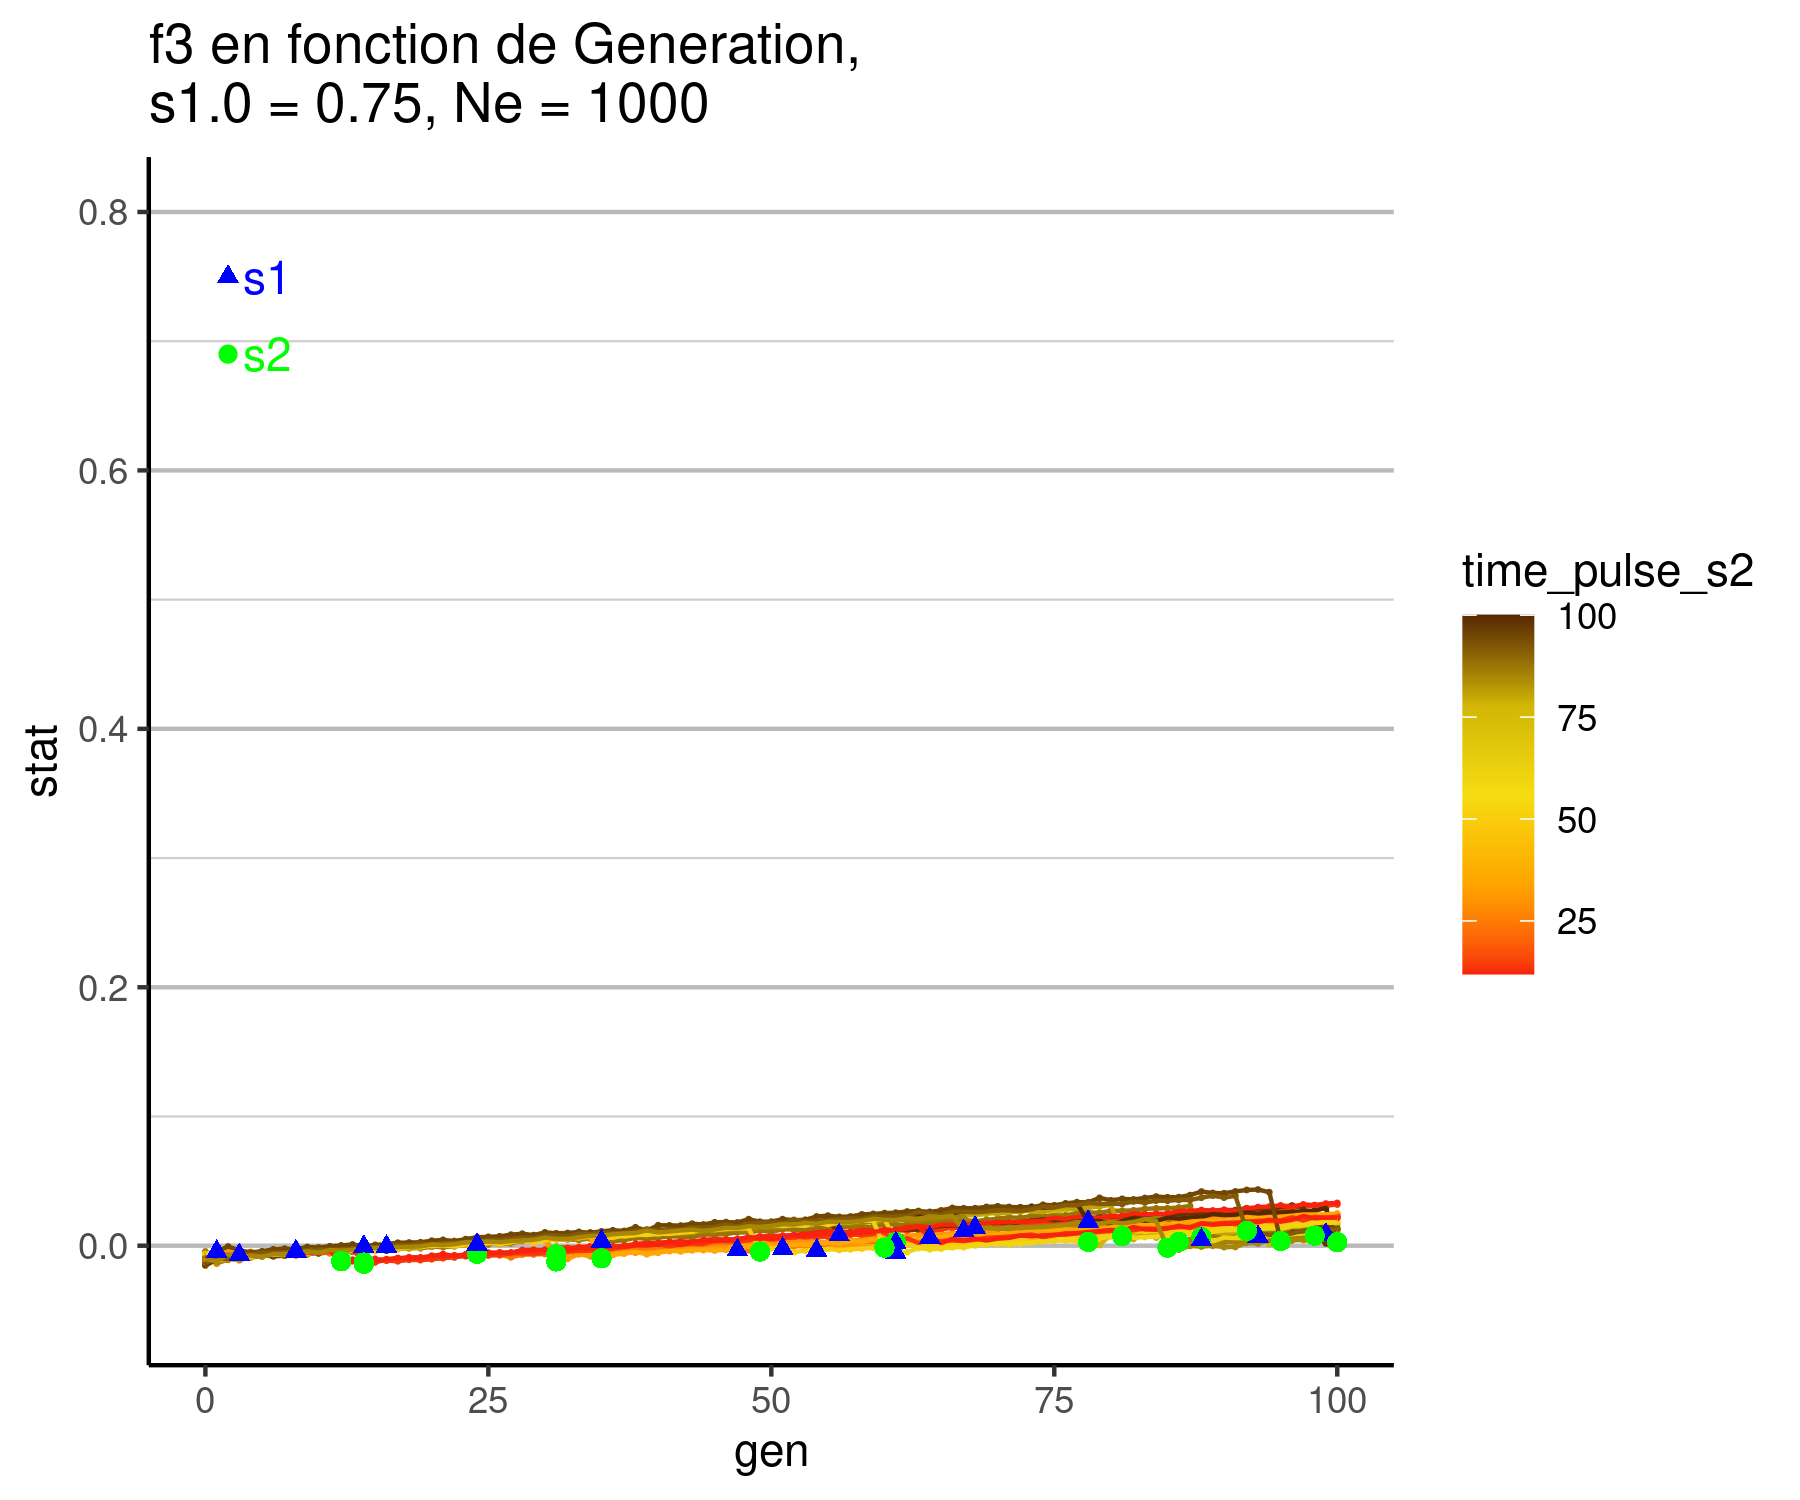 f3 en fonction de Generation,
s1.0 = 0.75, Ne = 1000
0.8
0.6
0.4
0.2
0.0
stat
s1
s2
0
25
50
75
100
gen
time_pulse_s2
100
75
50
25